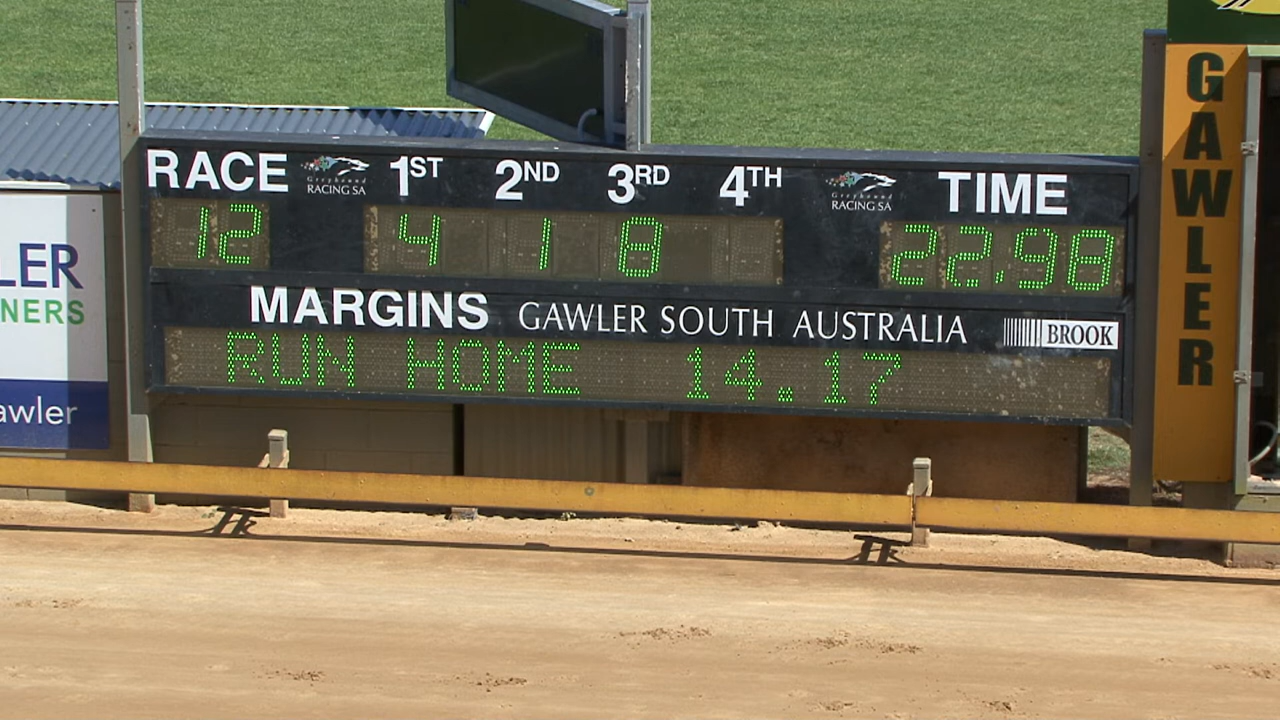 RACE 1ST 2ND 3RD 4TH TIME
Greyhound RACING SA
Greyhound RACING SA
12 4 1 8 22.98
MARGINS GAWLER SOUTH AUSTRALIA BROOK
RUN HOME 14.17
GAWLER
LER
NERS
awler